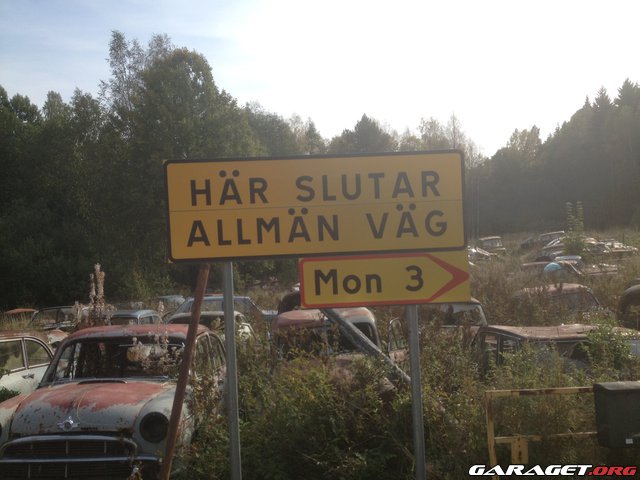 HÄR SLUTAR
ALLMÄN VÄG
Mon 3
GARAGET.ORG